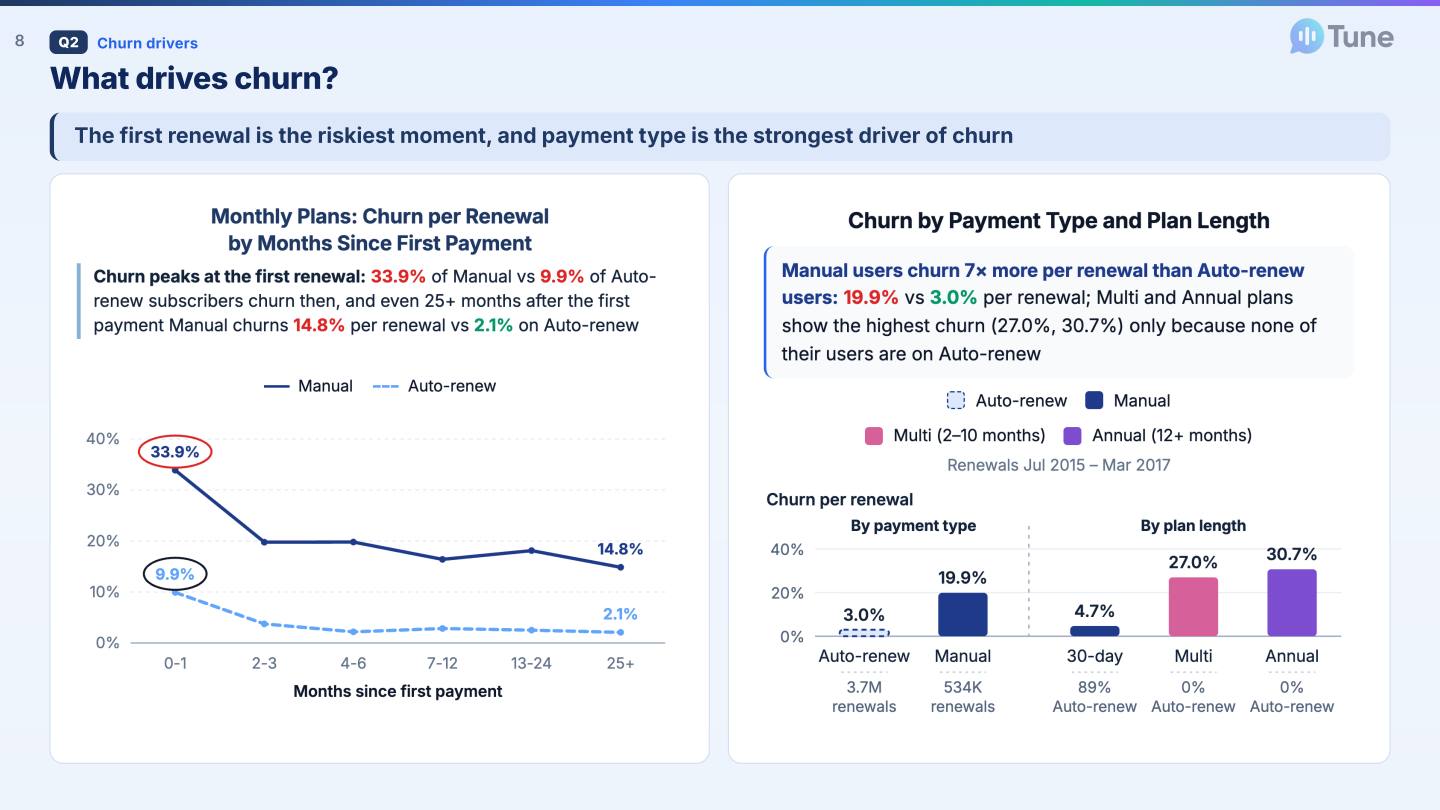 8
Q2 Churn drivers
Tune
What drives churn?
The first renewal is the riskiest moment, and payment type is the strongest driver of churn
Monthly Plans: Churn per Renewal
by Months Since First Payment
Churn peaks at the first renewal: 33.9% of Manual vs 9.9% of Auto-
renew subscribers churn then, and even 25+ months after the first
payment Manual churns 14.8% per renewal vs 2.1% on Auto-renew
Manual Auto-renew
40%
33.9%
30%
20%
14.8%
9.9%
10%
2.1%
0%
0-1 2-3 4-6 7-12 13-24 25+
Months since first payment
Churn by Payment Type and Plan Length
Manual users churn 7× more per renewal than Auto-renew
users: 19.9% vs 3.0% per renewal; Multi and Annual plans
show the highest churn (27.0%, 30.7%) only because none of
their users are on Auto-renew
Auto-renew Manual
Multi (2–10 months) Annual (12+ months)
Renewals Jul 2015 – Mar 2017
Churn per renewal
By payment type By plan length
40%
30.7%
27.0%
19.9%
20%
3.0%
4.7%
0%
Auto-renew Manual 30-day Multi Annual
3.7M 534K 89% 0% 0%
renewals renewals Auto-renew Auto-renew Auto-renew